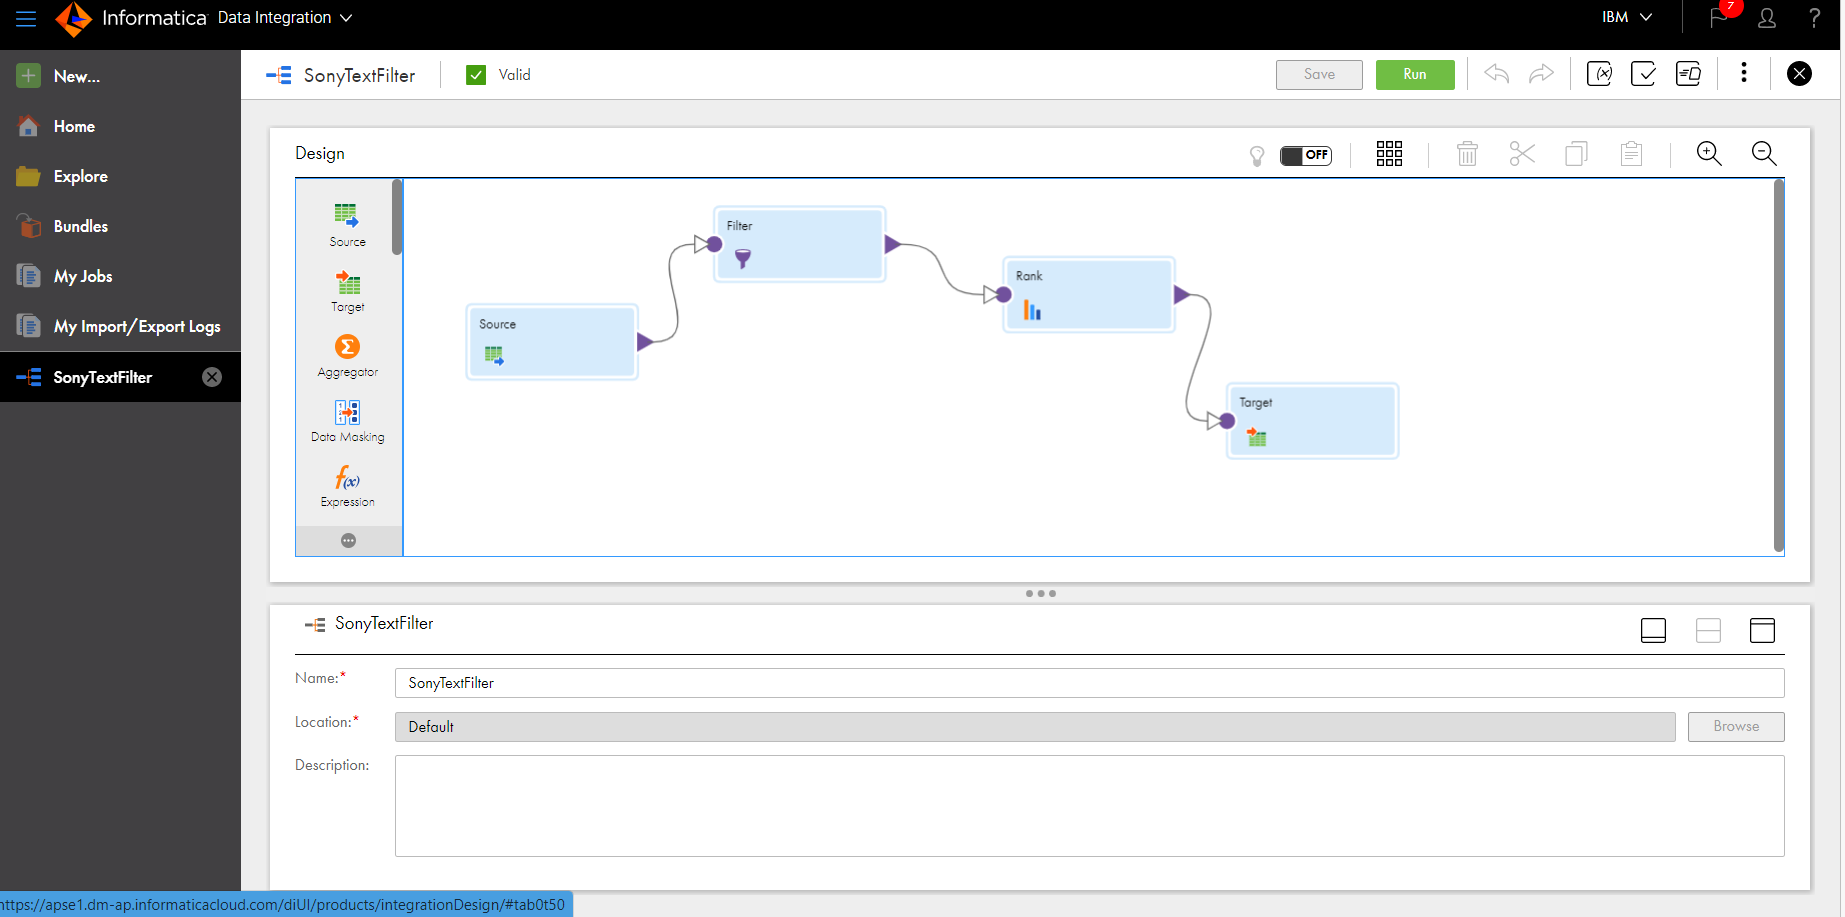 Informatica Data Integration
IBM
7
?
New...
Home
Explore
Bundles
My Jobs
My Import/Export Logs
SonyTextFilter
SonyTextFilter
Valid
Save
Run
(x)
Design
OFF
Source
Target
Σ
Aggregator
Data Masking
f(x)
Expression
Filter
Rank
Source
Target
SonyTextFilter
Name:*
SonyTextFilter
Location:*
Default
Browse
Description:
https://apse1.dm-ap.informaticacloud.com/diUI/products/integrationDesign/#tab0t50